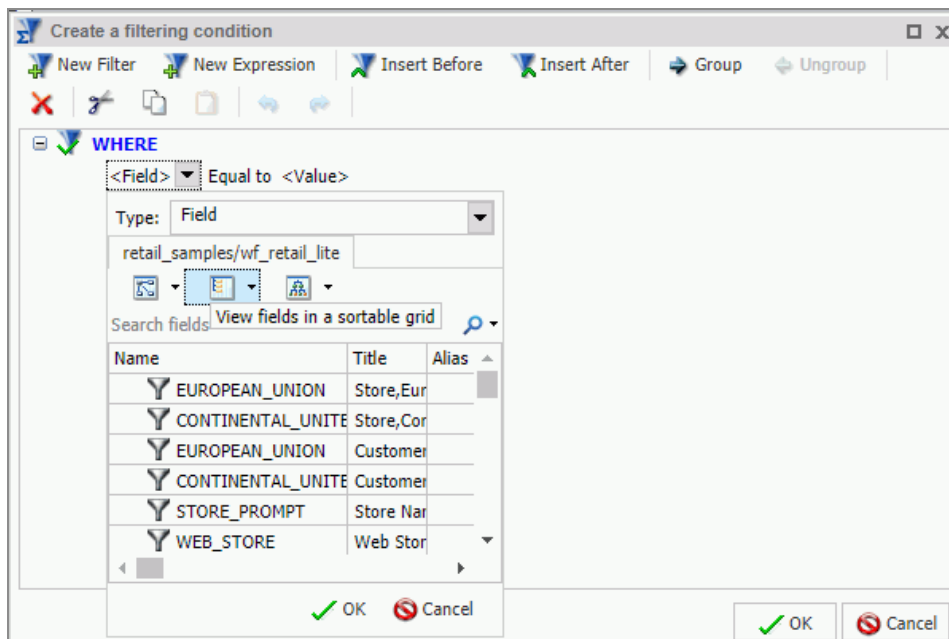 Create a filtering condition
New Filter New Expression Insert Before Insert After Group Ungroup
WHERE
<Field> Equal to <Value>
Type: Field
retail_samples/wf_retail_lite
View fields in a sortable grid
Search fields
Name Title Alias
EUROPEAN_UNION Store,Eur
CONTINENTAL_UNITE Store,Cor
EUROPEAN_UNION Customer
CONTINENTAL_UNITE Customer
STORE_PROMPT Store Nar
WEB_STORE Web Stor
OK Cancel
OK Cancel